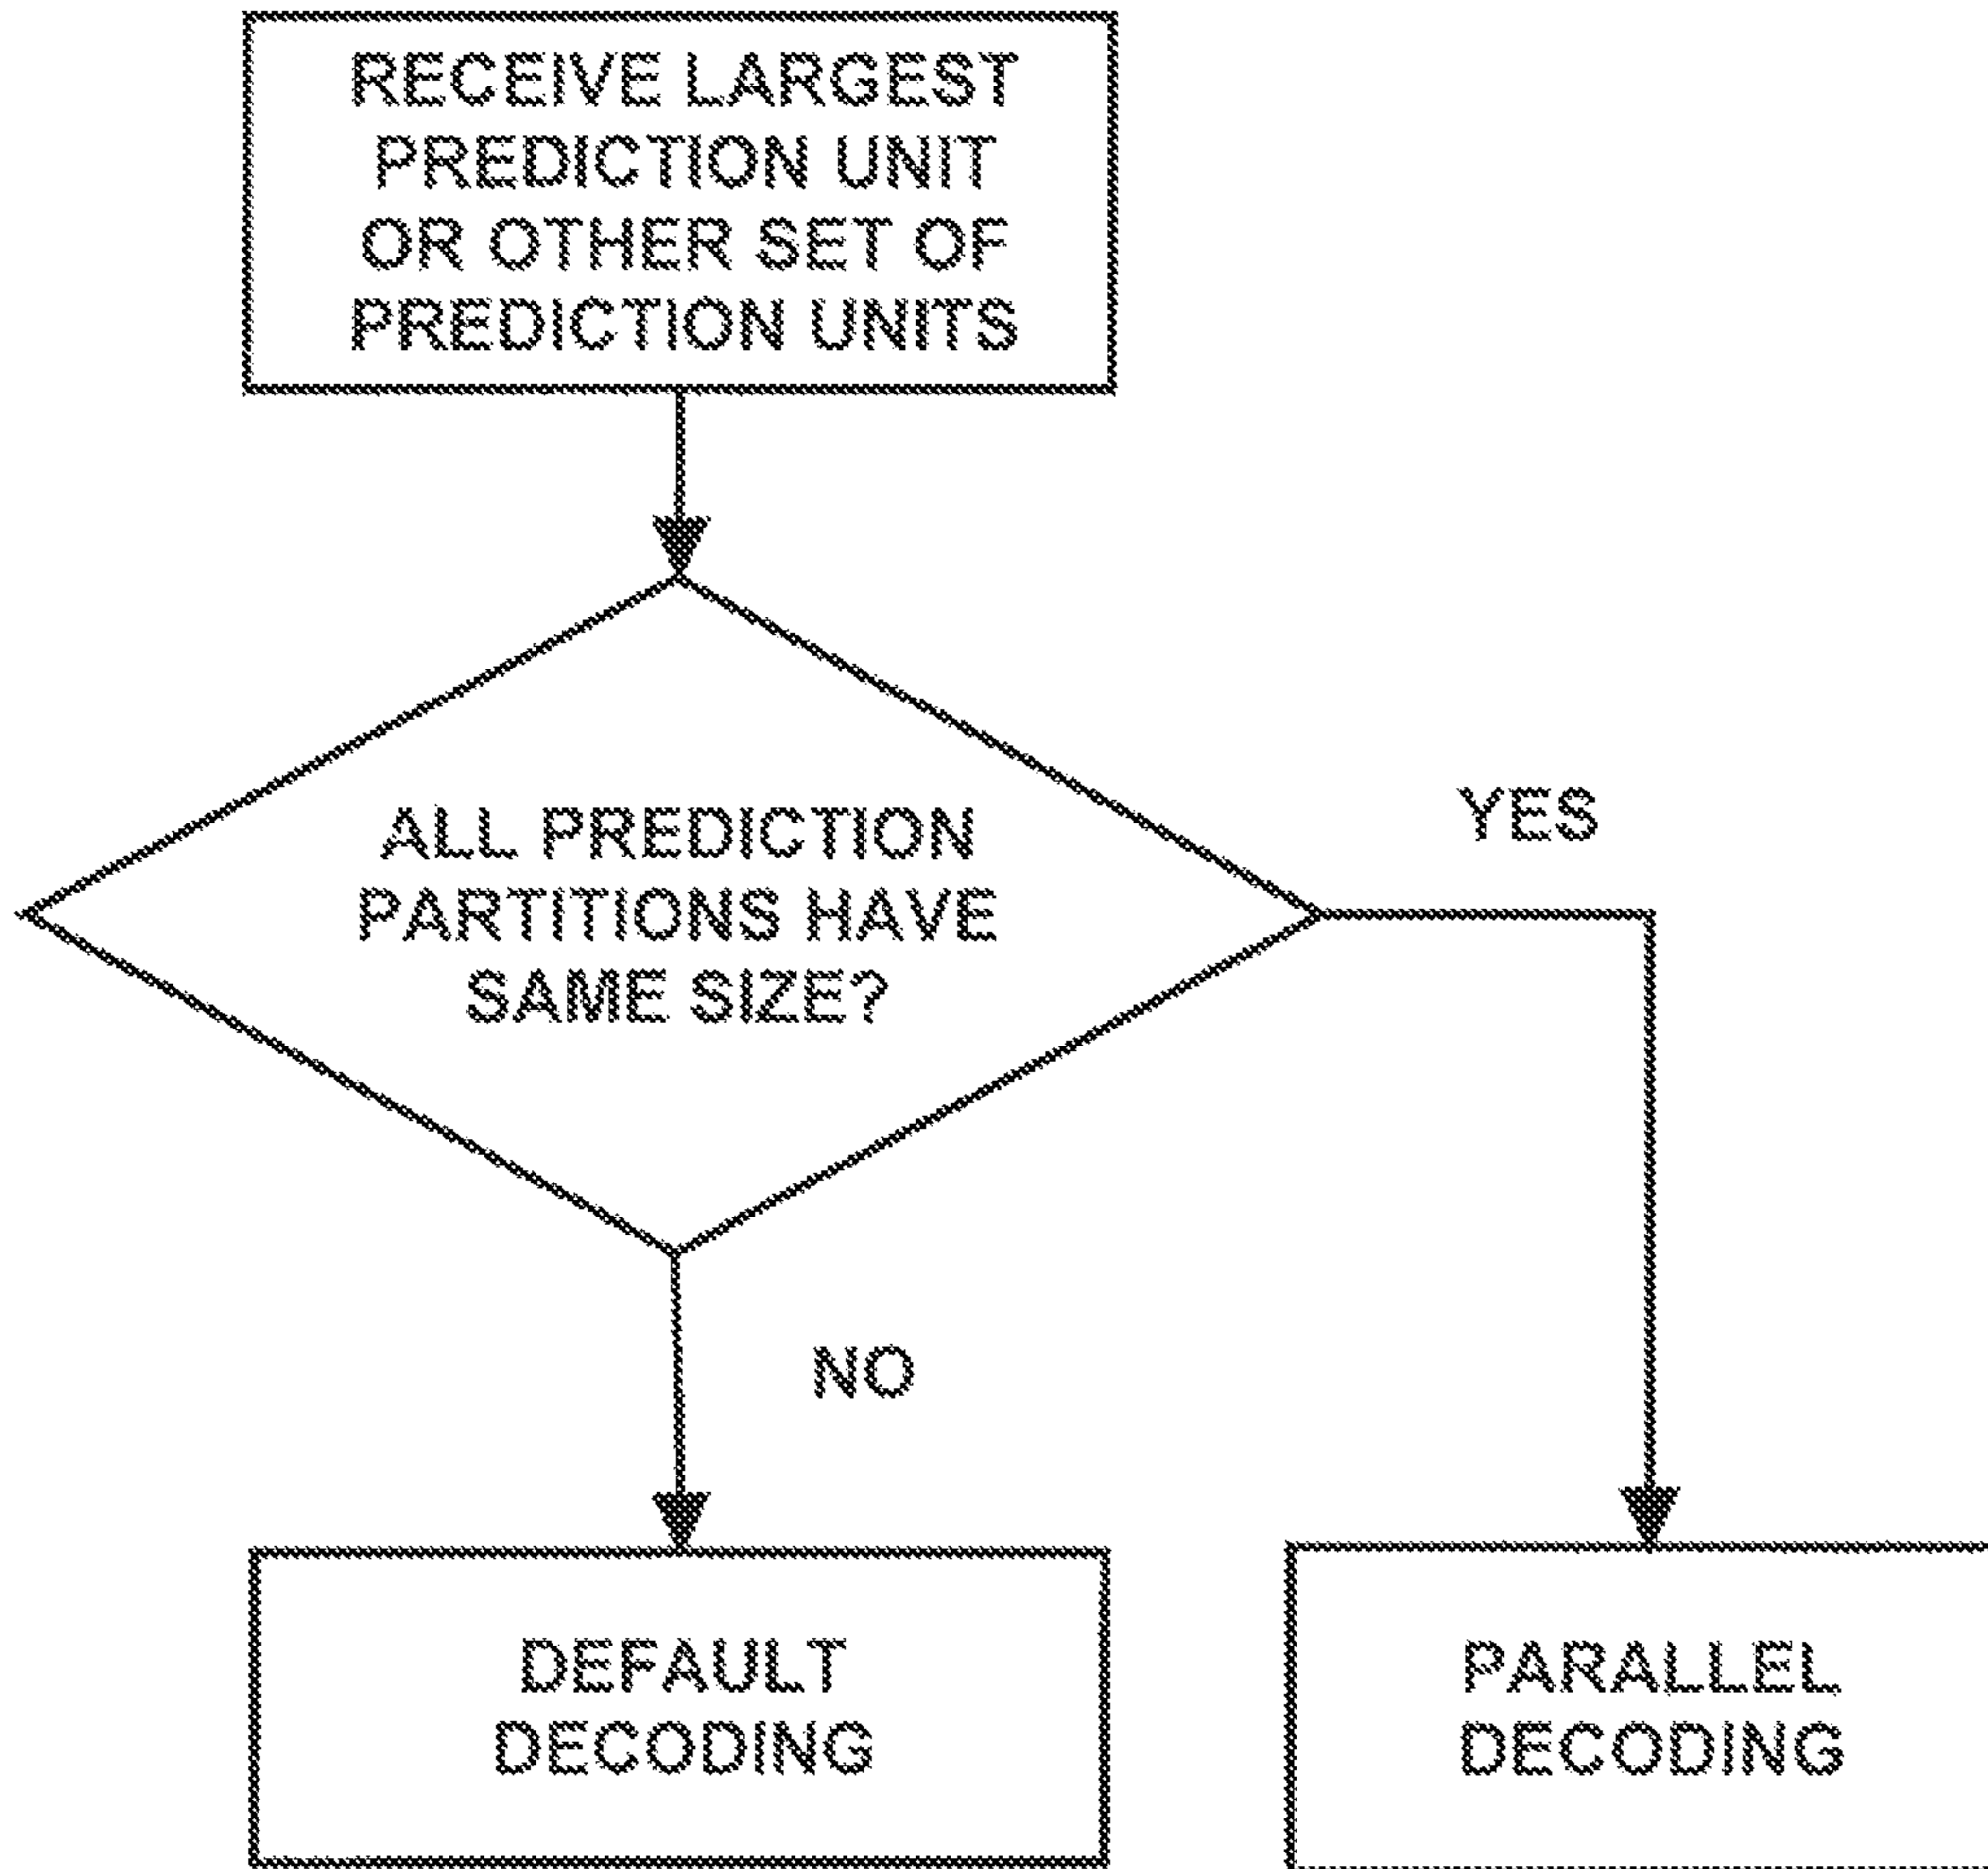 RECEIVE LARGEST
PREDICTION UNIT
OR OTHER SET OF
PREDICTION UNITS
ALL PREDICTION
PARTITIONS HAVE
SAME SIZE?
YES
NO
DEFAULT
DECODING
PARALLEL
DECODING